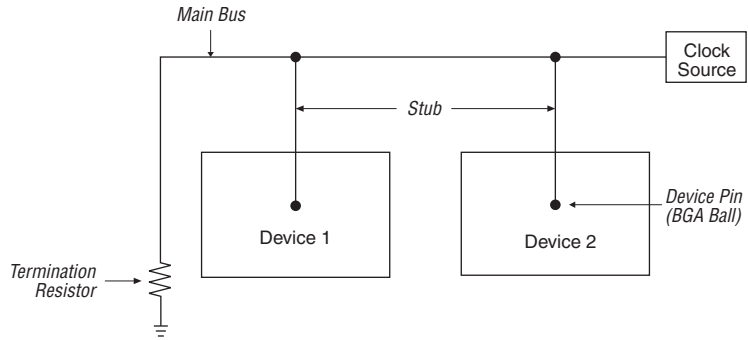 Main Bus
Clock
Source
Stub
Device Pin
(BGA Ball)
Device 1
Device 2
Termination
Resistor